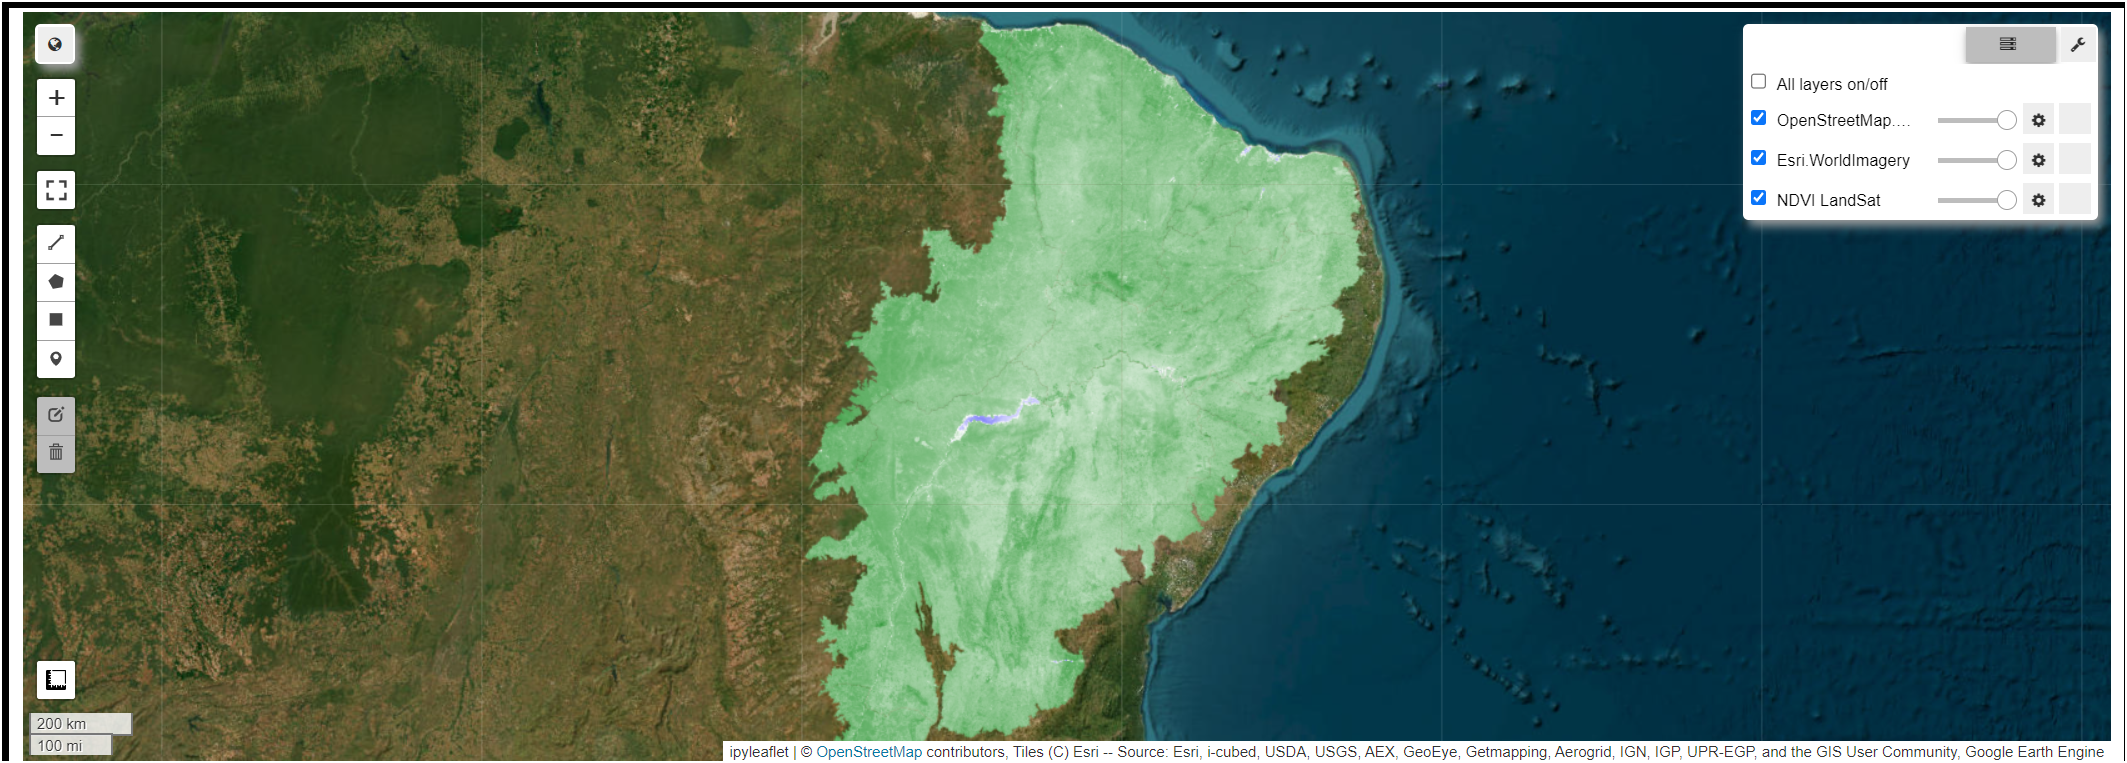 All layers on/off
OpenStreetMap....
Esri.WorldImagery
NDVI LandSat
200 km
100 mi
ipyleaflet | © OpenStreetMap contributors, Tiles (C) Esri -- Source: Esri, i-cubed, USDA, USGS, AEX, GeoEye, Getmapping, Aerogrid, IGN, IGP, UPR-EGP, and the GIS User Community, Google Earth Engine